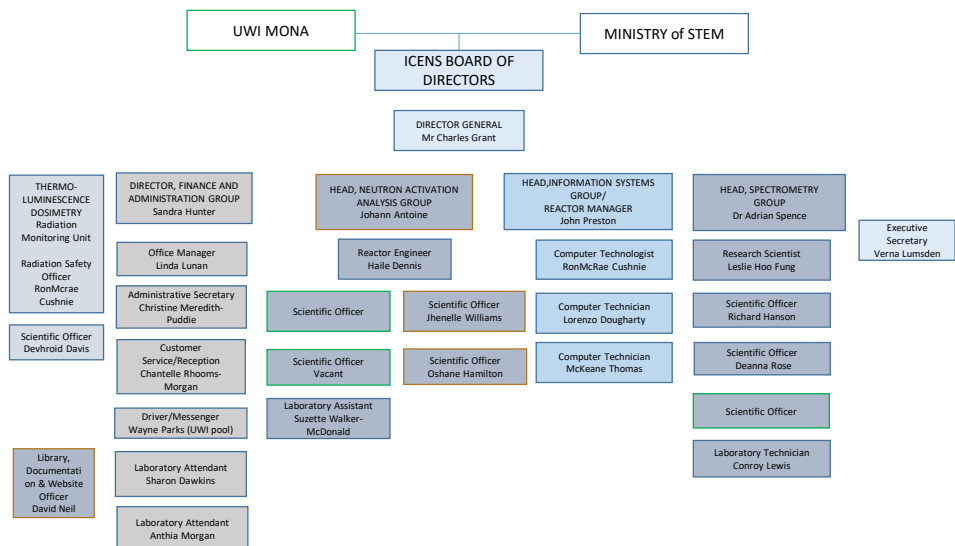 UWI MONA
MINISTRY of STEM
ICENS BOARD OF
DIRECTORS
DIRECTOR GENERAL
Mr Charles Grant
THERMO-
LUMINESCENCE
DOSIMETRY
Radiation
Monitoring Unit
Radiation Safety
Officer
RonMcrae
Cushnie
Scientific Officer
Devhroid Davis
Library,
Documentati
on & Website
Officer
David Neil
DIRECTOR, FINANCE AND
ADMINISTRATION GROUP
Sandra Hunter
Office Manager
Linda Lunan
Administrative Secretary
Christine Meredith-
Puddie
Customer
Service/Reception
Chantelle Rhooms-
Morgan
Driver/Messenger
Wayne Parks (UWI pool)
Laboratory Attendant
Sharon Dawkins
Laboratory Attendant
Anthia Morgan
HEAD, NEUTRON ACTIVATION
ANALYSIS GROUP
Johann Antoine
Reactor Engineer
Haile Dennis
Scientific Officer
Scientific Officer
Vacant
Laboratory Assistant
Suzette Walker-
McDonald
Scientific Officer
Jhenelle Williams
Scientific Officer
Oshane Hamilton
HEAD,INFORMATION SYSTEMS
GROUP/
REACTOR MANAGER
John Preston
Computer Technologist
RonMcRae Cushnie
Computer Technician
Lorenzo Dougharty
Computer Technician
McKeane Thomas
HEAD, SPECTROMETRY
GROUP
Dr Adrian Spence
Research Scientist
Leslie Hoo Fung
Scientific Officer
Richard Hanson
Scientific Officer
Deanna Rose
Scientific Officer
Laboratory Technician
Conroy Lewis
Executive
Secretary
Verna Lumsden